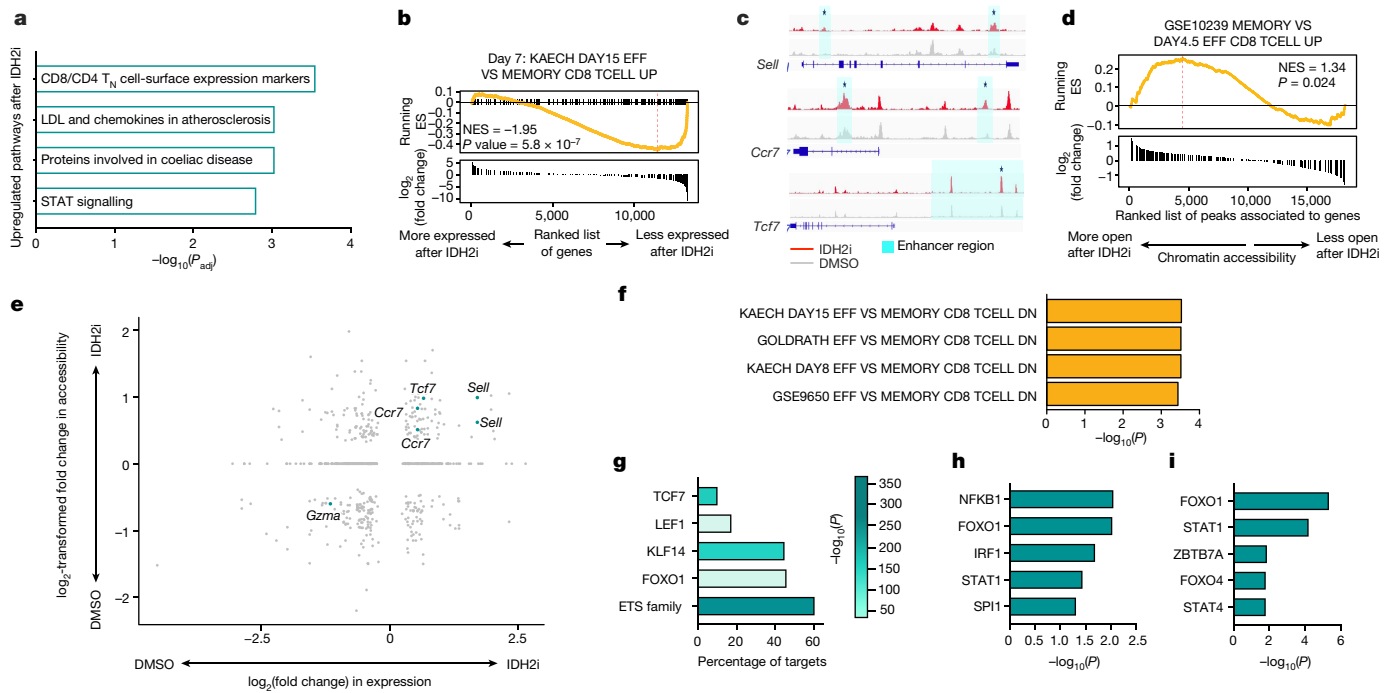 a
Upregulated pathways after IDH2i
CD8/CD4 TN cell-surface expression markers
LDL and chemokines in atherosclerosis
Proteins involved in coeliac disease
STAT signalling
0 1 2 3 4
−log10(Padj)
b
Day 7: KAECH DAY15 EFF
VS MEMORY CD8 TCELL UP
Running
ES
0.1
0
−0.1
−0.2
−0.3
−0.4
NES = −1.95
P value = 5.8 × 10−7
log2
(fold change)
5
0
−5
−10
0 5,000 10,000
More expressed
after IDH2i
Ranked list
of genes
Less expressed
after IDH2i
c
*
*
Sell
*
*
Ccr7
*
Tcf7
IDH2i
DMSO
Enhancer region
d
GSE10239 MEMORY VS
DAY4.5 EFF CD8 TCELL UP
Running
ES
0.2
0
−0.1
NES = 1.34
P = 0.024
log2
(fold change)
1
0
−1
0 5,000 10,000 15,000
Ranked list of peaks associated to genes
More open
after IDH2i
Chromatin accessibility
Less open
after IDH2i
e
log2-transformed fold change in accessibility
IDH2i
DMSO
2
1
0
−1
−2
Tcf7
Sell
Ccr7
Sell
Ccr7
Gzma
−2.5 0 2.5
DMSO
IDH2i
log2(fold change) in expression
f
KAECH DAY15 EFF VS MEMORY CD8 TCELL DN
GOLDRATH EFF VS MEMORY CD8 TCELL DN
KAECH DAY8 EFF VS MEMORY CD8 TCELL DN
GSE9650 EFF VS MEMORY CD8 TCELL DN
0 1 2 3 4
−log10(P)
g
TCF7
LEF1
KLF14
FOXO1
ETS family
0 20 40 60
Percentage of targets
−log10(P)
350
300
250
200
150
100
50
h
NFKB1
FOXO1
IRF1
STAT1
SPI1
0 0.5 1.0 1.5 2.0 2.5
−log10(P)
i
FOXO1
STAT1
ZBTB7A
FOXO4
STAT4
0 2 4 6
−log10(P)